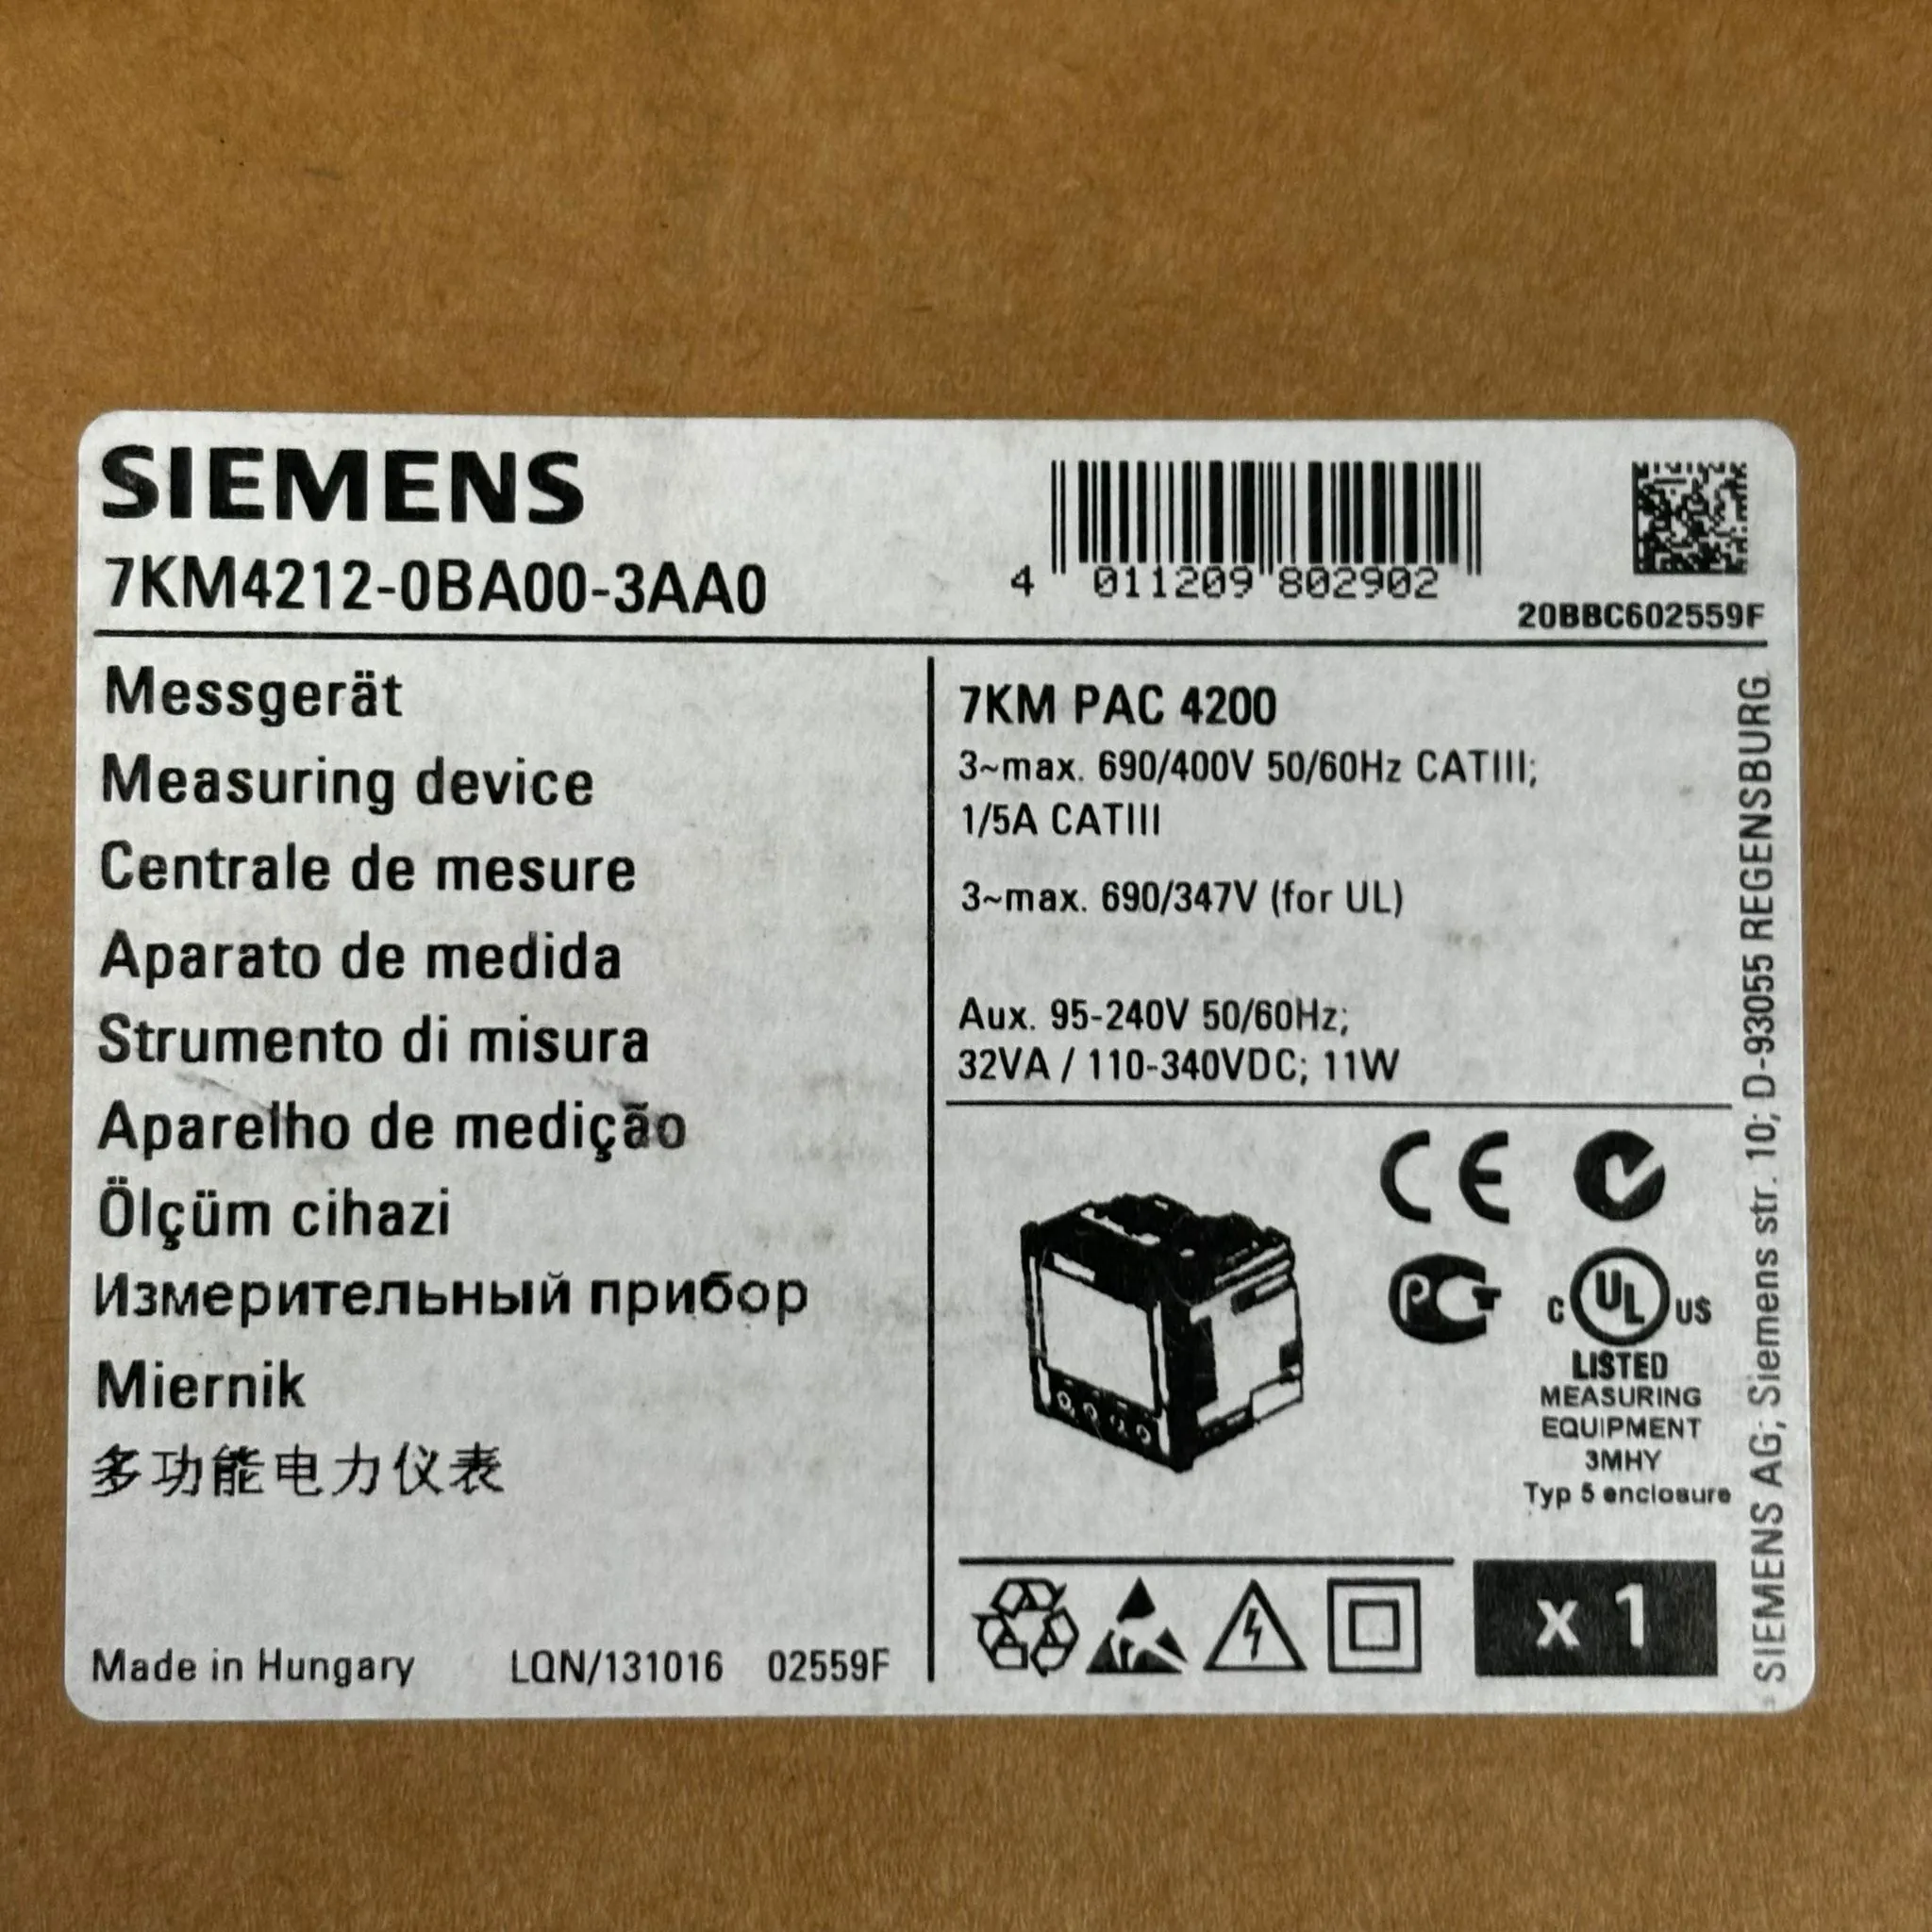 SIEMENS
7KM4212-0BA00-3AA0
4 011209 802902
20BBC602559F
Messgerät
Measuring device
Centrale de mesure
Aparato de medida
Strumento di misura
Aparelho de medição
Ölçüm cihazi
Измерительный прибор
Miernik
多功能电力仪表
Made in Hungary LQN/131016 02559F
7KM PAC 4200
3~max. 690/400V 50/60Hz CATIII;
1/5A CATIII
3~max. 690/347V (for UL)
Aux. 95-240V 50/60Hz;
32VA / 110-340VDC; 11W
CE
PCT
C UL US
LISTED
MEASURING
EQUIPMENT
3MHY
Typ 5 enclosure
x 1
SIEMENS AG; Siemens str. 10; D-93055 REGENSBURG